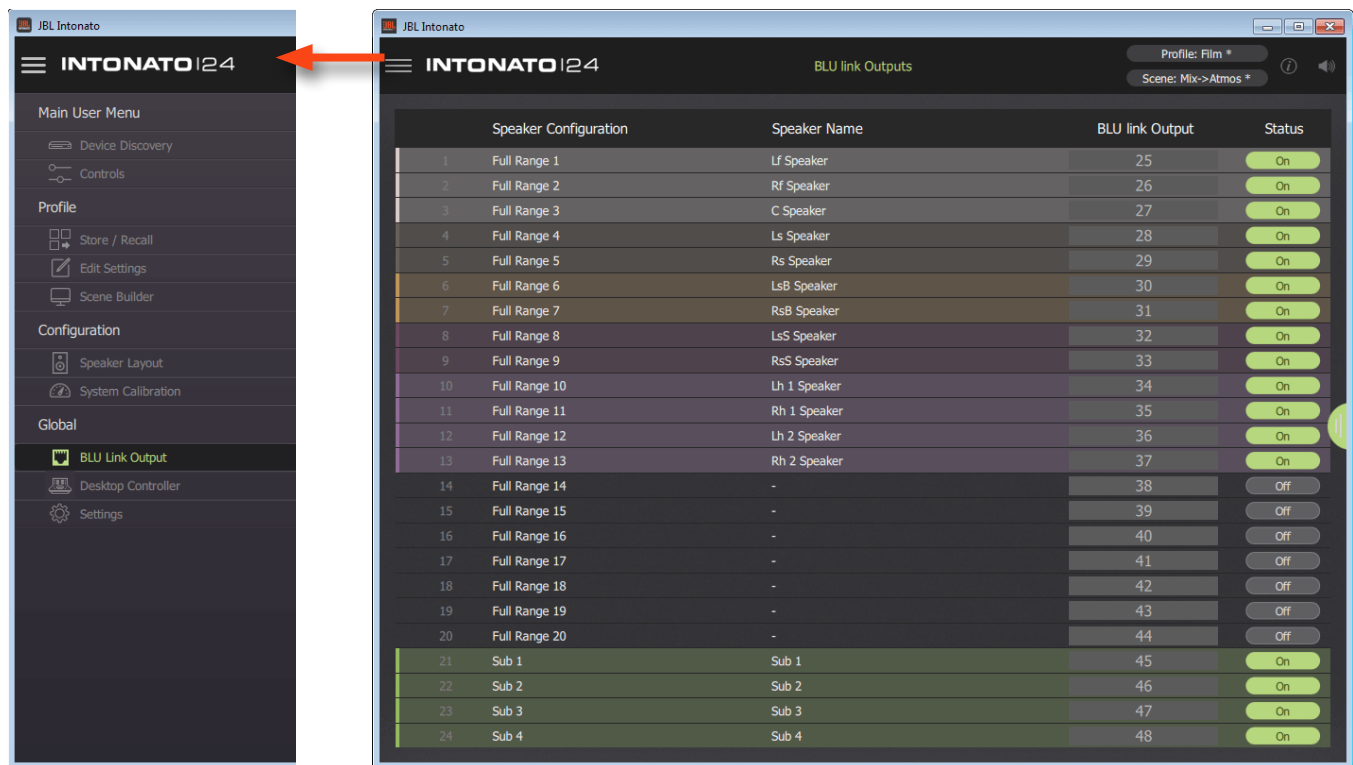 JBL Intonato
INTONATO|24
Main User Menu
Device Discovery
Controls
Profile
Store / Recall
Edit Settings
Scene Builder
Configuration
Speaker Layout
System Calibration
Global
BLU Link Output
Desktop Controller
Settings
JBL Intonato
INTONATO|24 BLU link Outputs Profile: Film *
Scene: Mix->Atmos *
Speaker Configuration Speaker Name BLU link Output Status
1 Full Range 1 Lf Speaker 25 On
2 Full Range 2 Rf Speaker 26 On
3 Full Range 3 C Speaker 27 On
4 Full Range 4 Ls Speaker 28 On
5 Full Range 5 Rs Speaker 29 On
6 Full Range 6 LsB Speaker 30 On
7 Full Range 7 RsB Speaker 31 On
8 Full Range 8 LsS Speaker 32 On
9 Full Range 9 RsS Speaker 33 On
10 Full Range 10 Lh 1 Speaker 34 On
11 Full Range 11 Rh 1 Speaker 35 On
12 Full Range 12 Lh 2 Speaker 36 On
13 Full Range 13 Rh 2 Speaker 37 On
14 Full Range 14 - 38 Off
15 Full Range 15 - 39 Off
16 Full Range 16 - 40 Off
17 Full Range 17 - 41 Off
18 Full Range 18 - 42 Off
19 Full Range 19 - 43 Off
20 Full Range 20 - 44 Off
21 Sub 1 Sub 1 45 On
22 Sub 2 Sub 2 46 On
23 Sub 3 Sub 3 47 On
24 Sub 4 Sub 4 48 On